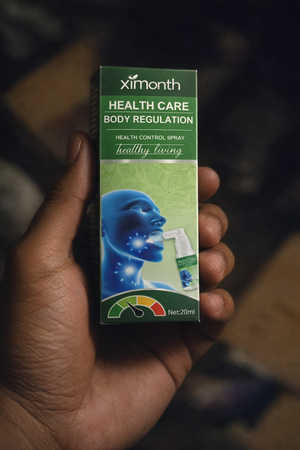 ximonth
HEALTH CARE
BODY REGULATION
HEALTH CONTROL SPRAY
healthy living
Net:20ml